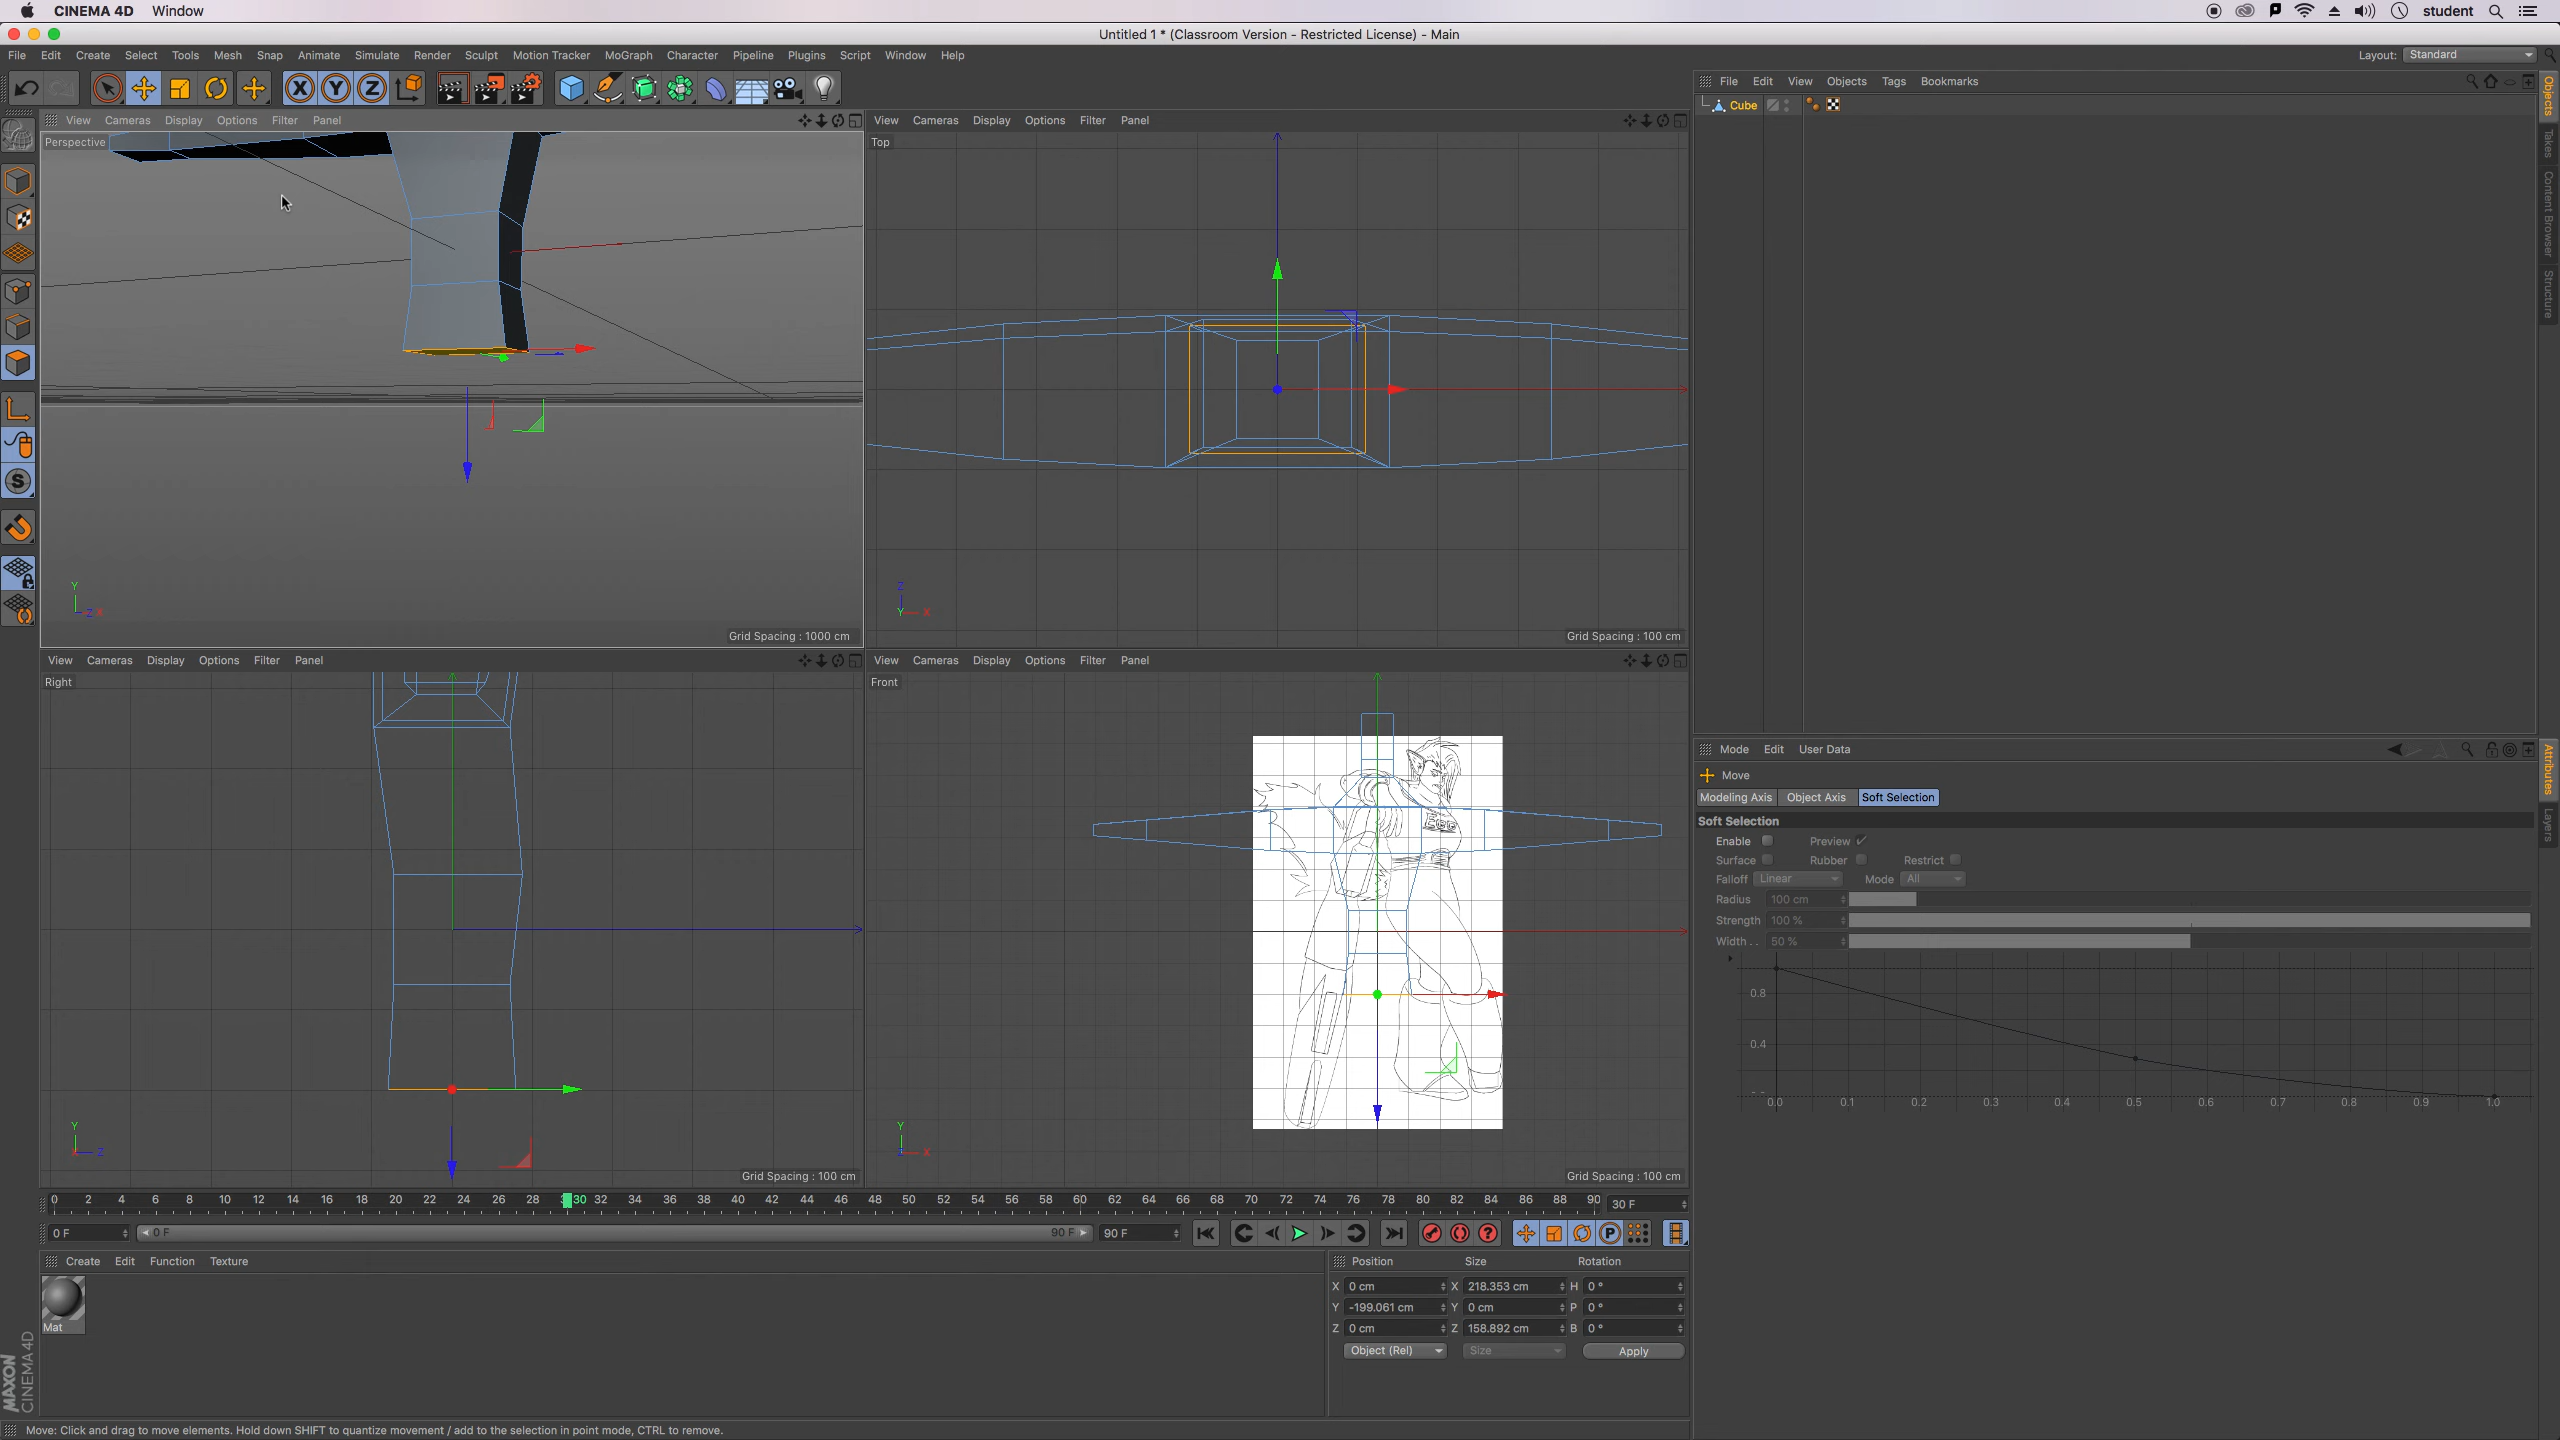 CINEMA 4D Window
student
Untitled 1 * (Classroom Version - Restricted License) - Main
File Edit Create Select Tools Mesh Snap Animate Simulate Render Sculpt Motion Tracker MoGraph Character Pipeline Plugins Script Window Help
Layout: Standard
File Edit View Objects Tags Bookmarks
Cube
Objects
Takes
Content Browser
Structure
View Cameras Display Options Filter Panel
Perspective
Y
Z X
Grid Spacing : 1000 cm
View Cameras Display Options Filter Panel
Top
Z
Y X
Grid Spacing : 100 cm
View Cameras Display Options Filter Panel
Right
Y
X Z
Grid Spacing : 100 cm
View Cameras Display Options Filter Panel
Front
Y
Z X
Grid Spacing : 100 cm
Mode Edit User Data
Move
Modeling Axis Object Axis Soft Selection
Soft Selection
Enable Preview
Surface Rubber Restrict
Falloff Linear Mode All
Radius 100 cm
Strength 100 %
Width . . 50 %
0.8
0.4
0.0 0.1 0.2 0.3 0.4 0.5 0.6 0.7 0.8 0.9 1.0
Attributes
Layers
0 2 4 6 8 10 12 14 16 18 20 22 24 26 28 30 32 34 36 38 40 42 44 46 48 50 52 54 56 58 60 62 64 66 68 70 72 74 76 78 80 82 84 86 88 90
30 F
0 F 0 F 90 F 90 F
Create Edit Function Texture
Mat
Position Size Rotation
X 0 cm X 218.353 cm H 0 °
Y -199.061 cm Y 0 cm P 0 °
Z 0 cm Z 158.892 cm B 0 °
Object (Rel) Size Apply
MAXON
CINEMA 4D
Move: Click and drag to move elements. Hold down SHIFT to quantize movement / add to the selection in point mode, CTRL to remove.